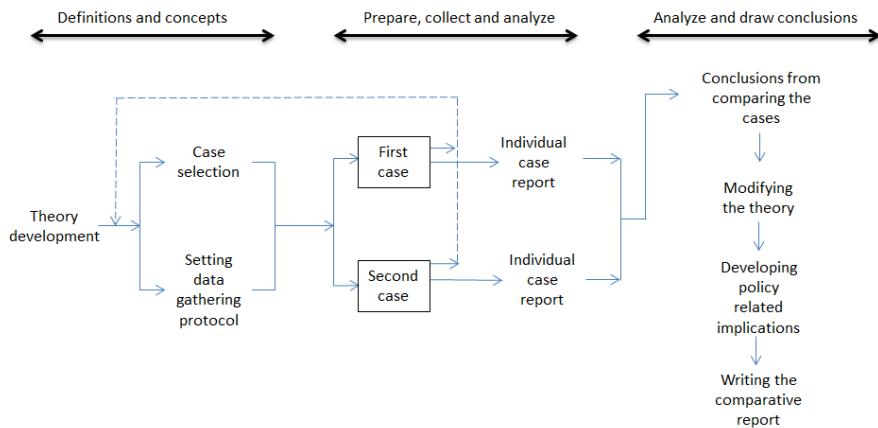 Definitions and concepts
Prepare, collect and analyze
Analyze and draw conclusions
Theory
development
Case
selection
Setting
data
gathering
protocol
First
case
Individual
case
report
Second
case
Individual
case
report
Conclusions from
comparing the
cases
Modifying
the theory
Developing
policy
related
implications
Writing the
comparative
report